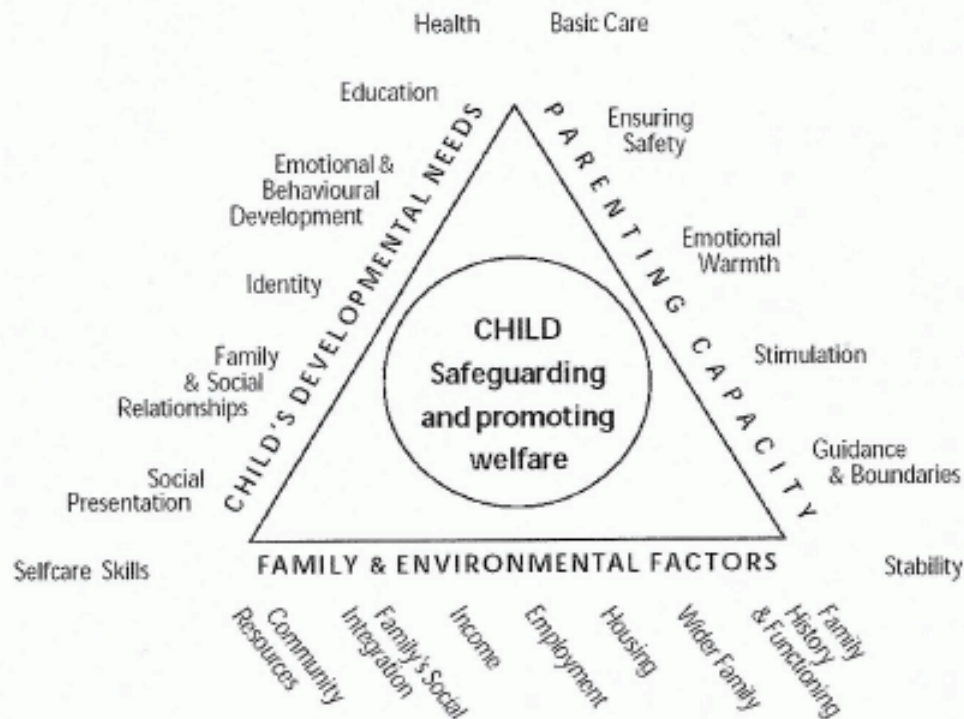 Health
Basic Care
Education
Ensuring
Safety
Emotional &
Behavioural
Development
Emotional
Warmth
Identity
Stimulation
Family
& Social
Relationships
Guidance
& Boundaries
Social
Presentation
Selfcare Skills
Stability
CHILD'S DEVELOPMENTAL NEEDS
PARENTING CAPACITY
CHILD
Safeguarding
and promoting
welfare
FAMILY & ENVIRONMENTAL FACTORS
Community
Resources
Family's Social
Integration
Income
Employment
Housing
Wider Family
Family
History
& Functioning